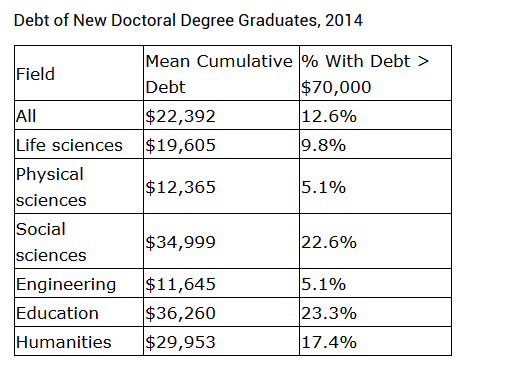 Debt of New Doctoral Degree Graduates, 2014
Field
Mean Cumulative Debt
% With Debt > $70,000
All $22,392 12.6%
Life sciences $19,605 9.8%
Physical sciences $12,365 5.1%
Social sciences $34,999 22.6%
Engineering $11,645 5.1%
Education $36,260 23.3%
Humanities $29,953 17.4%